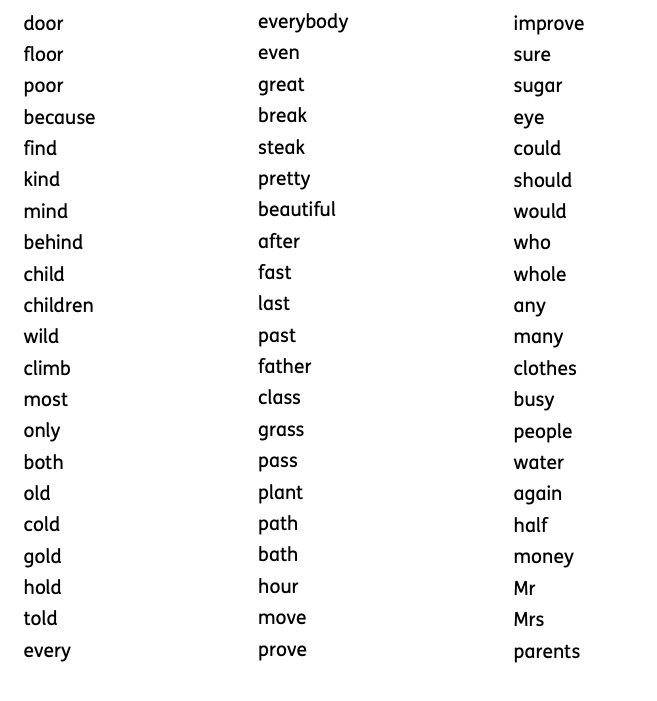 door
floor
poor
because
find
kind
mind
behind
child
children
wild
climb
most
only
both
old
cold
gold
hold
told
every
everybody
even
great
break
steak
pretty
beautiful
after
fast
last
past
father
class
grass
pass
plant
path
bath
hour
move
prove
improve
sure
sugar
eye
could
should
would
who
whole
any
many
clothes
busy
people
water
again
half
money
Mr
Mrs
parents